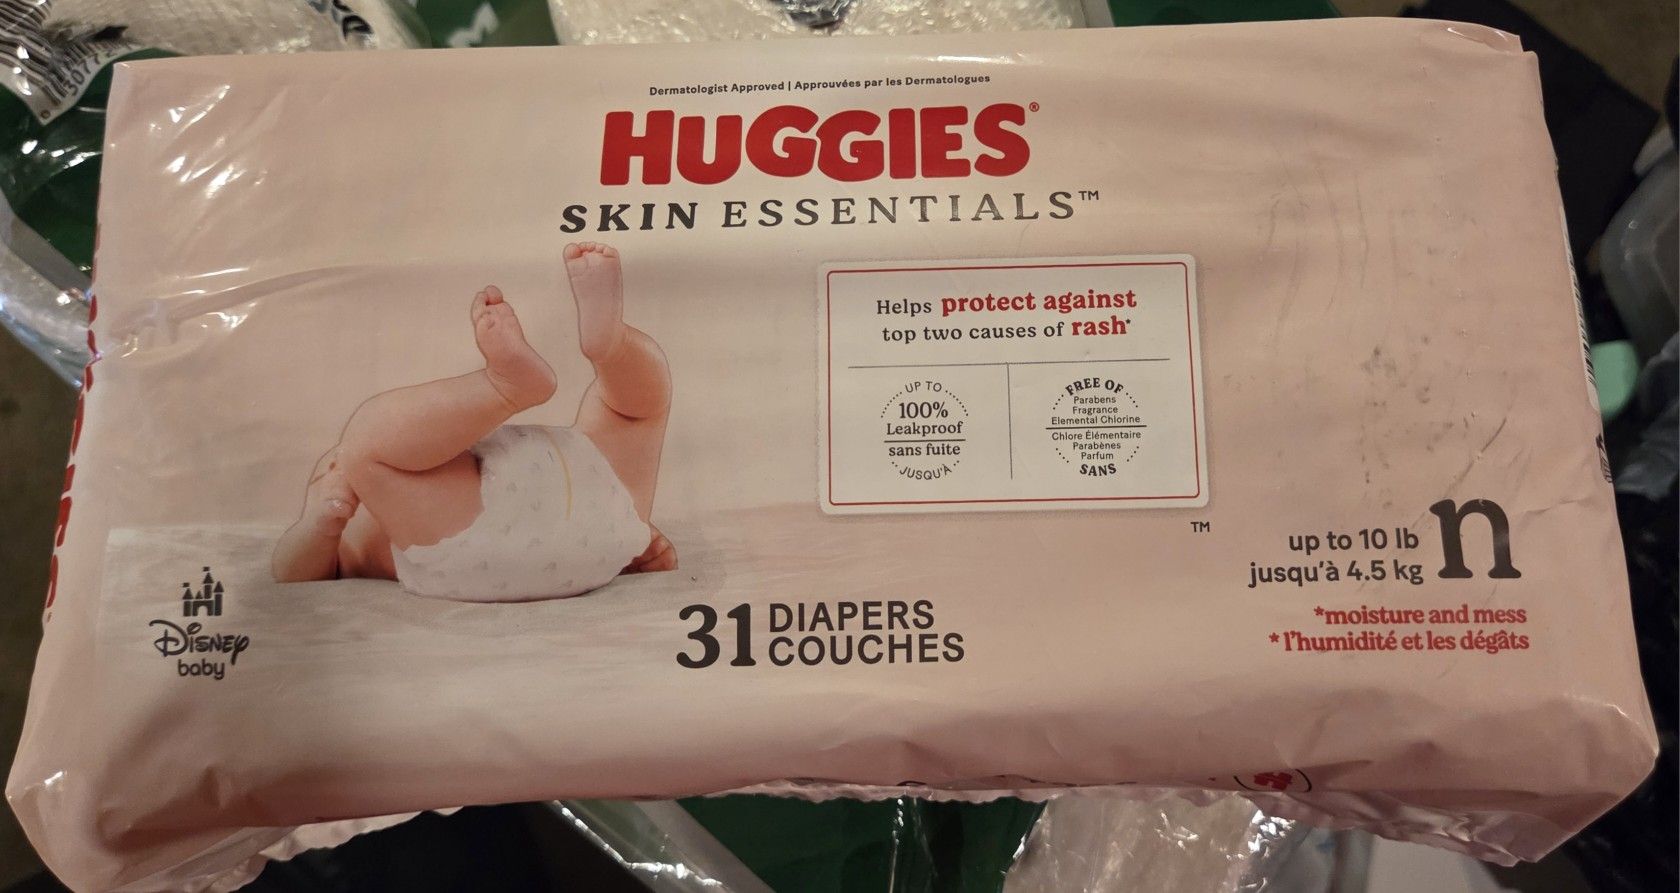 Dermatologist Approved | Approuvées par les Dermatologues
HUGGIES®
SKIN ESSENTIALS™
Helps protect against
top two causes of rash*
UP TO
100%
Leakproof
sans fuite
JUSQU'À
FREE OF
Parabens
Fragrance
Elemental Chlorine
Chlore Élémentaire
Parabènes
Parfum
SANS
TM
up to 10 lb
jusqu'à 4.5 kg
n
*moisture and mess
*l'humidité et les dégâts
31 DIAPERS
COUCHES
Disney
baby